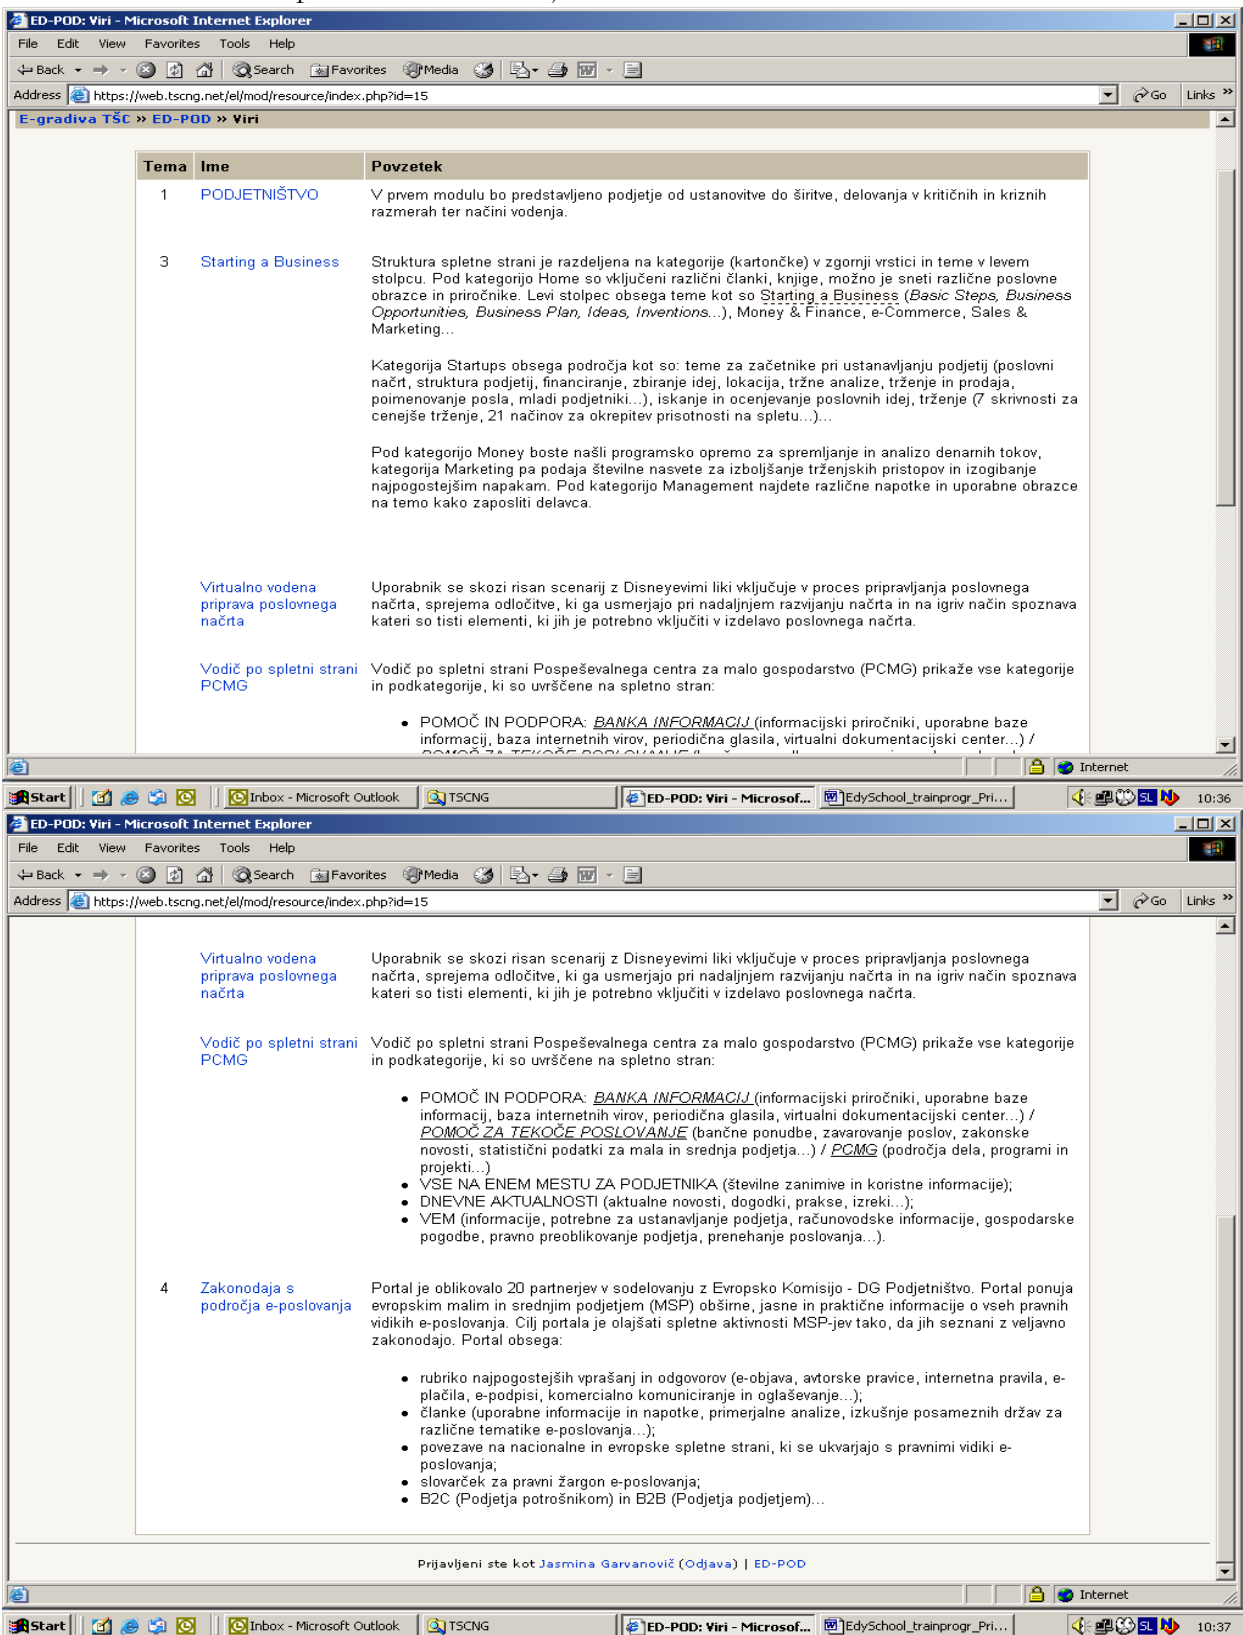 ED-POD: Viri - Microsoft Internet Explorer
File Edit View Favorites Tools Help
Back Search Favorites Media
Address https://web.tscng.net/el/mod/resource/index.php?id=15 Go Links »
E-gradiva TŠC » ED-POD » Viri
Tema Ime Povzetek
1 PODJETNIŠTVO V prvem modulu bo predstavljeno podjetje od ustanovitve do širitve, delovanja v kritičnih in kriznih
razmerah ter načini vodenja.
3 Starting a Business Struktura spletne strani je razdeljena na kategorije (kartončke) v zgornji vrstici in teme v levem
stolpcu. Pod kategorijo Home so vključeni različni članki, knjige, možno je sneti različne poslovne
obrazce in priročnike. Levi stolpec obsega teme kot so Starting a Business (Basic Steps, Business
Opportunities, Business Plan, Ideas, Inventions...), Money & Finance, e-Commerce, Sales &
Marketing...
Kategorija Startups obsega področja kot so: teme za začetnike pri ustanavljanju podjetij (poslovni
načrt, struktura podjetij, financiranje, zbiranje idej, lokacija, tržne analize, trženje in prodaja,
poimenovanje posla, mladi podjetniki...), iskanje in ocenjevanje poslovnih idej, trženje (7 skrivnosti za
cenejše trženje, 21 načinov za okrepitev prisotnosti na spletu...)...
Pod kategorijo Money boste našli programsko opremo za spremljanje in analizo denarnih tokov,
kategorija Marketing pa podaja številne nasvete za izboljšanje trženjskih pristopov in izogibanje
najpogostejšim napakam. Pod kategorijo Management najdete različne napotke in uporabne obrazce
na temo kako zaposliti delavca.
Virtualno vodena Uporabnik se skozi risan scenarij z Disneyevimi liki vključuje v proces pripravljanja poslovnega
priprava poslovnega načrta, sprejema odločitve, ki ga usmerjajo pri nadaljnjem razvijanju načrta in na igriv način spoznava
načrta kateri so tisti elementi, ki jih je potrebno vključiti v izdelavo poslovnega načrta.
Vodič po spletni strani Vodič po spletni strani Pospeševalnega centra za malo gospodarstvo (PCMG) prikaže vse kategorije
PCMG in podkategorije, ki so uvrščene na spletno stran:
• POMOČ IN PODPORA: BANKA INFORMACIJ (informacijski priročniki, uporabne baze
informacij, baza internetnih virov, periodična glasila, virtualni dokumentacijski center...) /
Internet
Start Inbox - Microsoft Outlook TSCNG ED-POD: Viri - Microsof... EdySchool_trainprogr_Pri... SL 10:36
ED-POD: Viri - Microsoft Internet Explorer
File Edit View Favorites Tools Help
Back Search Favorites Media
Address https://web.tscng.net/el/mod/resource/index.php?id=15 Go Links »
Virtualno vodena Uporabnik se skozi risan scenarij z Disneyevimi liki vključuje v proces pripravljanja poslovnega
priprava poslovnega načrta, sprejema odločitve, ki ga usmerjajo pri nadaljnjem razvijanju načrta in na igriv način spoznava
načrta kateri so tisti elementi, ki jih je potrebno vključiti v izdelavo poslovnega načrta.
Vodič po spletni strani Vodič po spletni strani Pospeševalnega centra za malo gospodarstvo (PCMG) prikaže vse kategorije
PCMG in podkategorije, ki so uvrščene na spletno stran:
• POMOČ IN PODPORA: BANKA INFORMACIJ (informacijski priročniki, uporabne baze
informacij, baza internetnih virov, periodična glasila, virtualni dokumentacijski center...) /
POMOČ ZA TEKOČE POSLOVANJE (bančne ponudbe, zavarovanje poslov, zakonske
novosti, statistični podatki za mala in srednja podjetja...) / PCMG (področja dela, programi in
projekti...)
• VSE NA ENEM MESTU ZA PODJETNIKA (številne zanimive in koristne informacije);
• DNEVNE AKTUALNOSTI (aktualne novosti, dogodki, prakse, izreki...);
• VEM (informacije, potrebne za ustanavljanje podjetja, računovodske informacije, gospodarske
pogodbe, pravno preoblikovanje podjetja, prenehanje poslovanja...).
4 Zakonodaja s Portal je oblikovalo 20 partnerjev v sodelovanju z Evropsko Komisijo - DG Podjetništvo. Portal ponuja
področja e-poslovanja evropskim malim in srednjim podjetjem (MSP) obširne, jasne in praktične informacije o vseh pravnih
vidikih e-poslovanja. Cilj portala je olajšati spletne aktivnosti MSP-jev tako, da jih seznani z veljavno
zakonodajo. Portal obsega:
• rubriko najpogostejših vprašanj in odgovorov (e-objava, avtorske pravice, internetna pravila, e-
plačila, e-podpisi, komercialno komuniciranje in oglaševanje...);
• članke (uporabne informacije in napotke, primerjalne analize, izkušnje posameznih držav za
različne tematike e-poslovanja...);
• povezave na nacionalne in evropske spletne strani, ki se ukvarjajo s pravnimi vidiki e-
poslovanja;
• slovarček za pravni žargon e-poslovanja;
• B2C (Podjetja potrošnikom) in B2B (Podjetja podjetjem)...
Prijavljeni ste kot Jasmina Garvanovič (Odjava) | ED-POD
Internet
Start Inbox - Microsoft Outlook TSCNG ED-POD: Viri - Microsof... EdySchool_trainprogr_Pri... SL 10:37